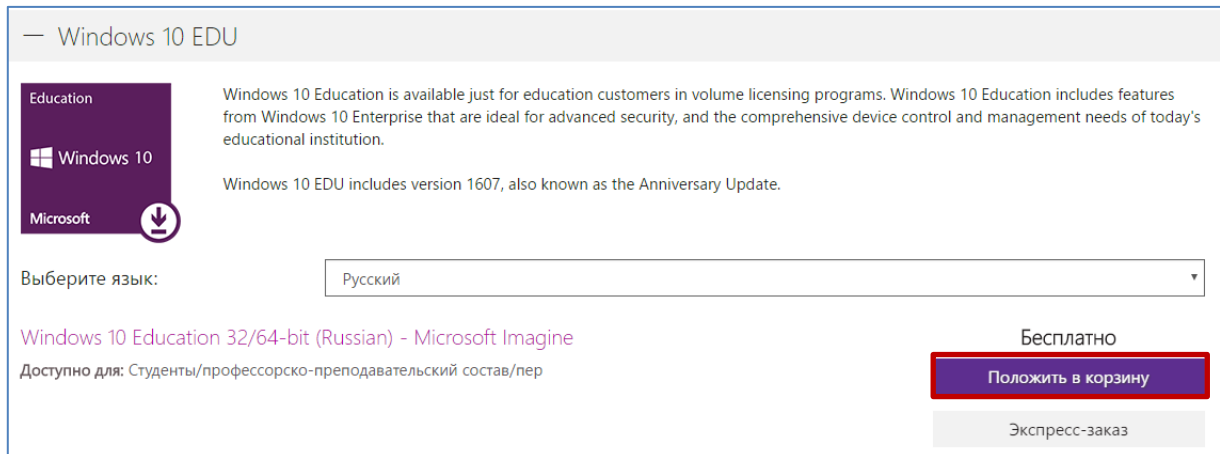 — Windows 10 EDU
Education
Windows 10
Microsoft
Windows 10 Education is available just for education customers in volume licensing programs. Windows 10 Education includes features
from Windows 10 Enterprise that are ideal for advanced security, and the comprehensive device control and management needs of today's
educational institution.
Windows 10 EDU includes version 1607, also known as the Anniversary Update.
Выберите язык:
Русский
Windows 10 Education 32/64-bit (Russian) - Microsoft Imagine
Доступно для: Студенты/профессорско-преподавательский состав/пер
Бесплатно
Положить в корзину
Экспресс-заказ